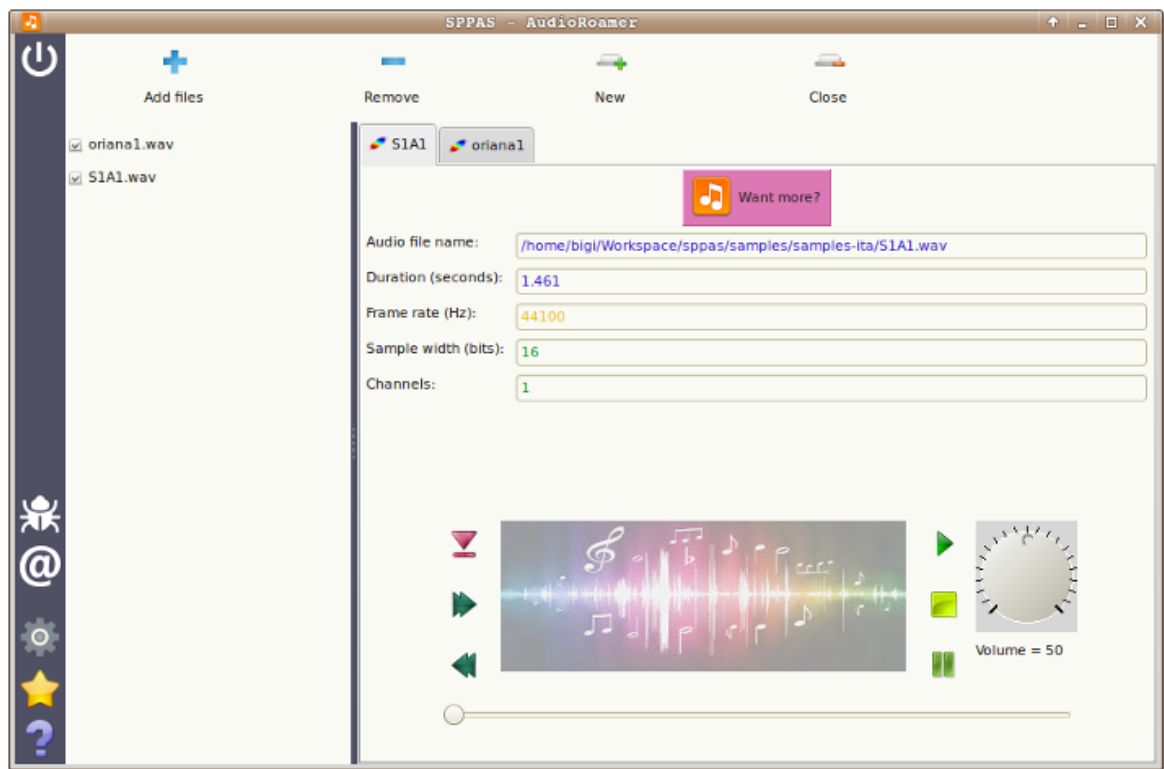 SPPAS - AudioRoamer
Add files
Remove
New
Close
oriana1.wav
S1A1.wav
S1A1
oriana1
Want more?
Audio file name: /home/bigi/Workspace/sppas/samples/samples-ita/S1A1.wav
Duration (seconds): 1.461
Frame rate (Hz): 44100
Sample width (bits): 16
Channels: 1
@
?
Volume = 50